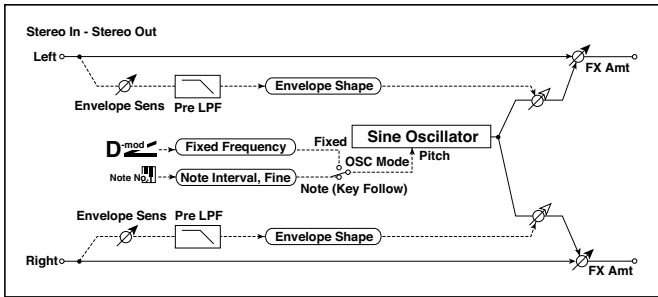 Stereo In - Stereo Out
Left
FX Amt
Envelope Sens
Pre LPF
Envelope Shape
D-mod
Fixed Frequency
Fixed
Sine Oscillator
OSC Mode
Pitch
Note No.
Note Interval, Fine
Note (Key Follow)
Envelope Sens
Pre LPF
Envelope Shape
Right
FX Amt